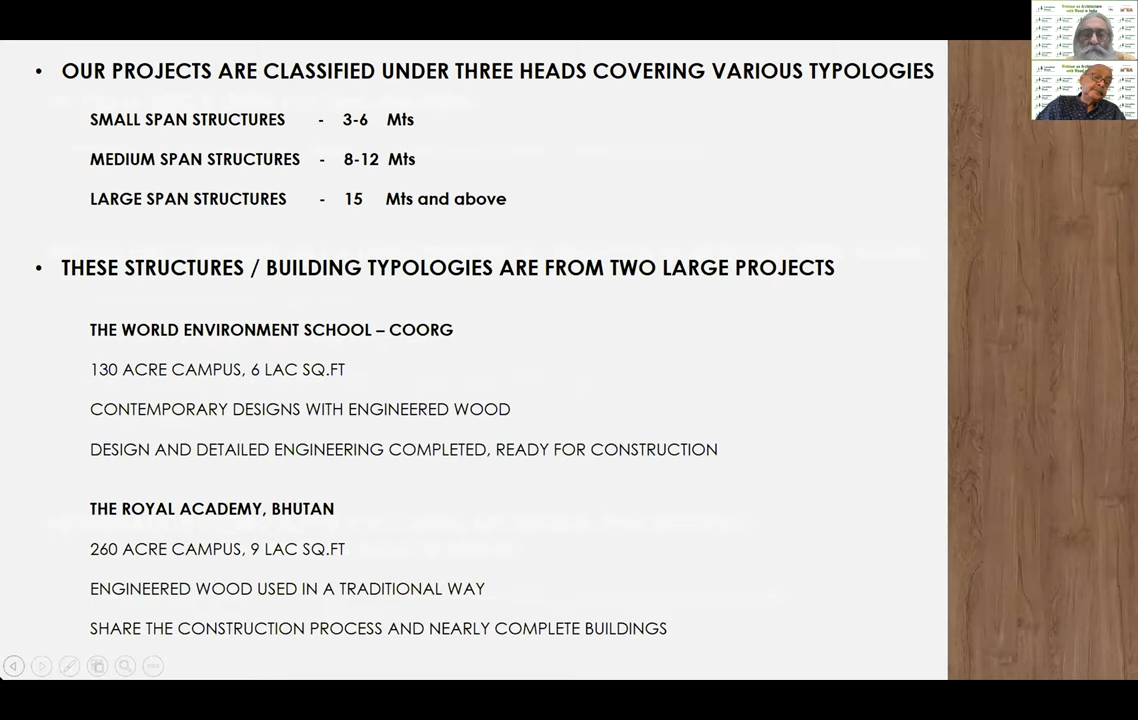 • OUR PROJECTS ARE CLASSIFIED UNDER THREE HEADS COVERING VARIOUS TYPOLOGIES
SMALL SPAN STRUCTURES - 3-6 Mts
MEDIUM SPAN STRUCTURES - 8-12 Mts
LARGE SPAN STRUCTURES - 15 Mts and above
• THESE STRUCTURES / BUILDING TYPOLOGIES ARE FROM TWO LARGE PROJECTS
THE WORLD ENVIRONMENT SCHOOL – COORG
130 ACRE CAMPUS, 6 LAC SQ.FT
CONTEMPORARY DESIGNS WITH ENGINEERED WOOD
DESIGN AND DETAILED ENGINEERING COMPLETED, READY FOR CONSTRUCTION
THE ROYAL ACADEMY, BHUTAN
260 ACRE CAMPUS, 9 LAC SQ.FT
ENGINEERED WOOD USED IN A TRADITIONAL WAY
SHARE THE CONSTRUCTION PROCESS AND NEARLY COMPLETE BUILDINGS